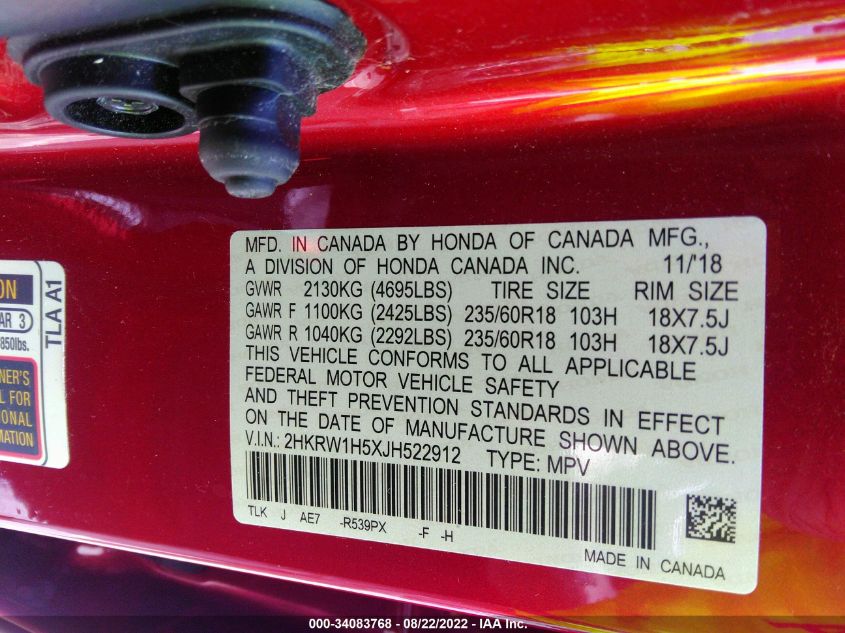 MFD. IN CANADA BY HONDA OF CANADA MFG.,
A DIVISION OF HONDA CANADA INC. 11/'18
GVWR 2130KG (4695LBS) TIRE SIZE RIM SIZE
GAWR F 1100KG (2425LBS) 235/60R18 103H 18X7.5J
GAWR R 1040KG (2292LBS) 235/60R18 103H 18X7.5J
THIS VEHICLE CONFORMS TO ALL APPLICABLE
FEDERAL MOTOR VEHICLE SAFETY
AND THEFT PREVENTION STANDARDS IN EFFECT
ON THE DATE OF MANUFACTURE SHOWN ABOVE.
V.I.N.: 2HKRW1H5XJH522912 TYPE: MPV
TLK J AE7 -R539PX -F -H
MADE IN CANADA
ON
AR 3
850lbs.
NER'S
L FOR
IONAL
MATION
TLA A1
000-34083768 - 08/22/2022 - IAA Inc.